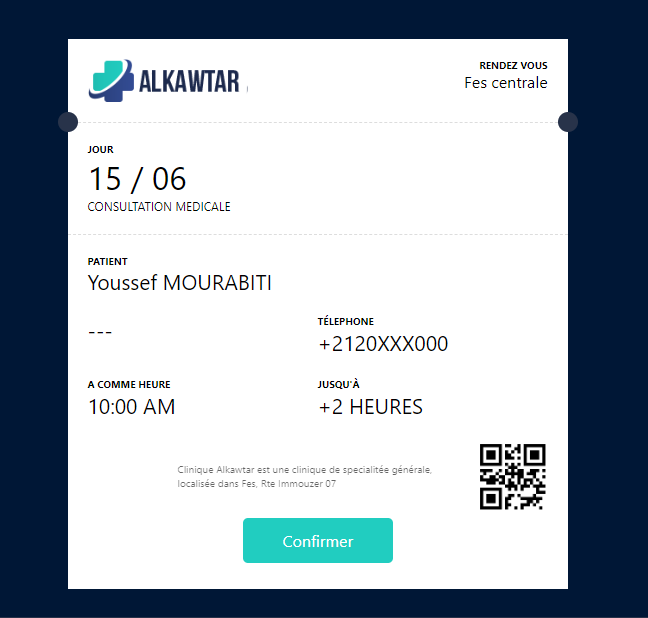 ALKAWTAR
RENDEZ VOUS
Fes centrale
JOUR
15 / 06
CONSULTATION MEDICALE
PATIENT
Youssef MOURABITI
---
TÉLEPHONE
+2120XXX000
A COMME HEURE
10:00 AM
JUSQU'À
+2 HEURES
Clinique Alkawtar est une clinique de specialitée générale,
localisée dans Fes, Rte Immouzer 07
Confirmer